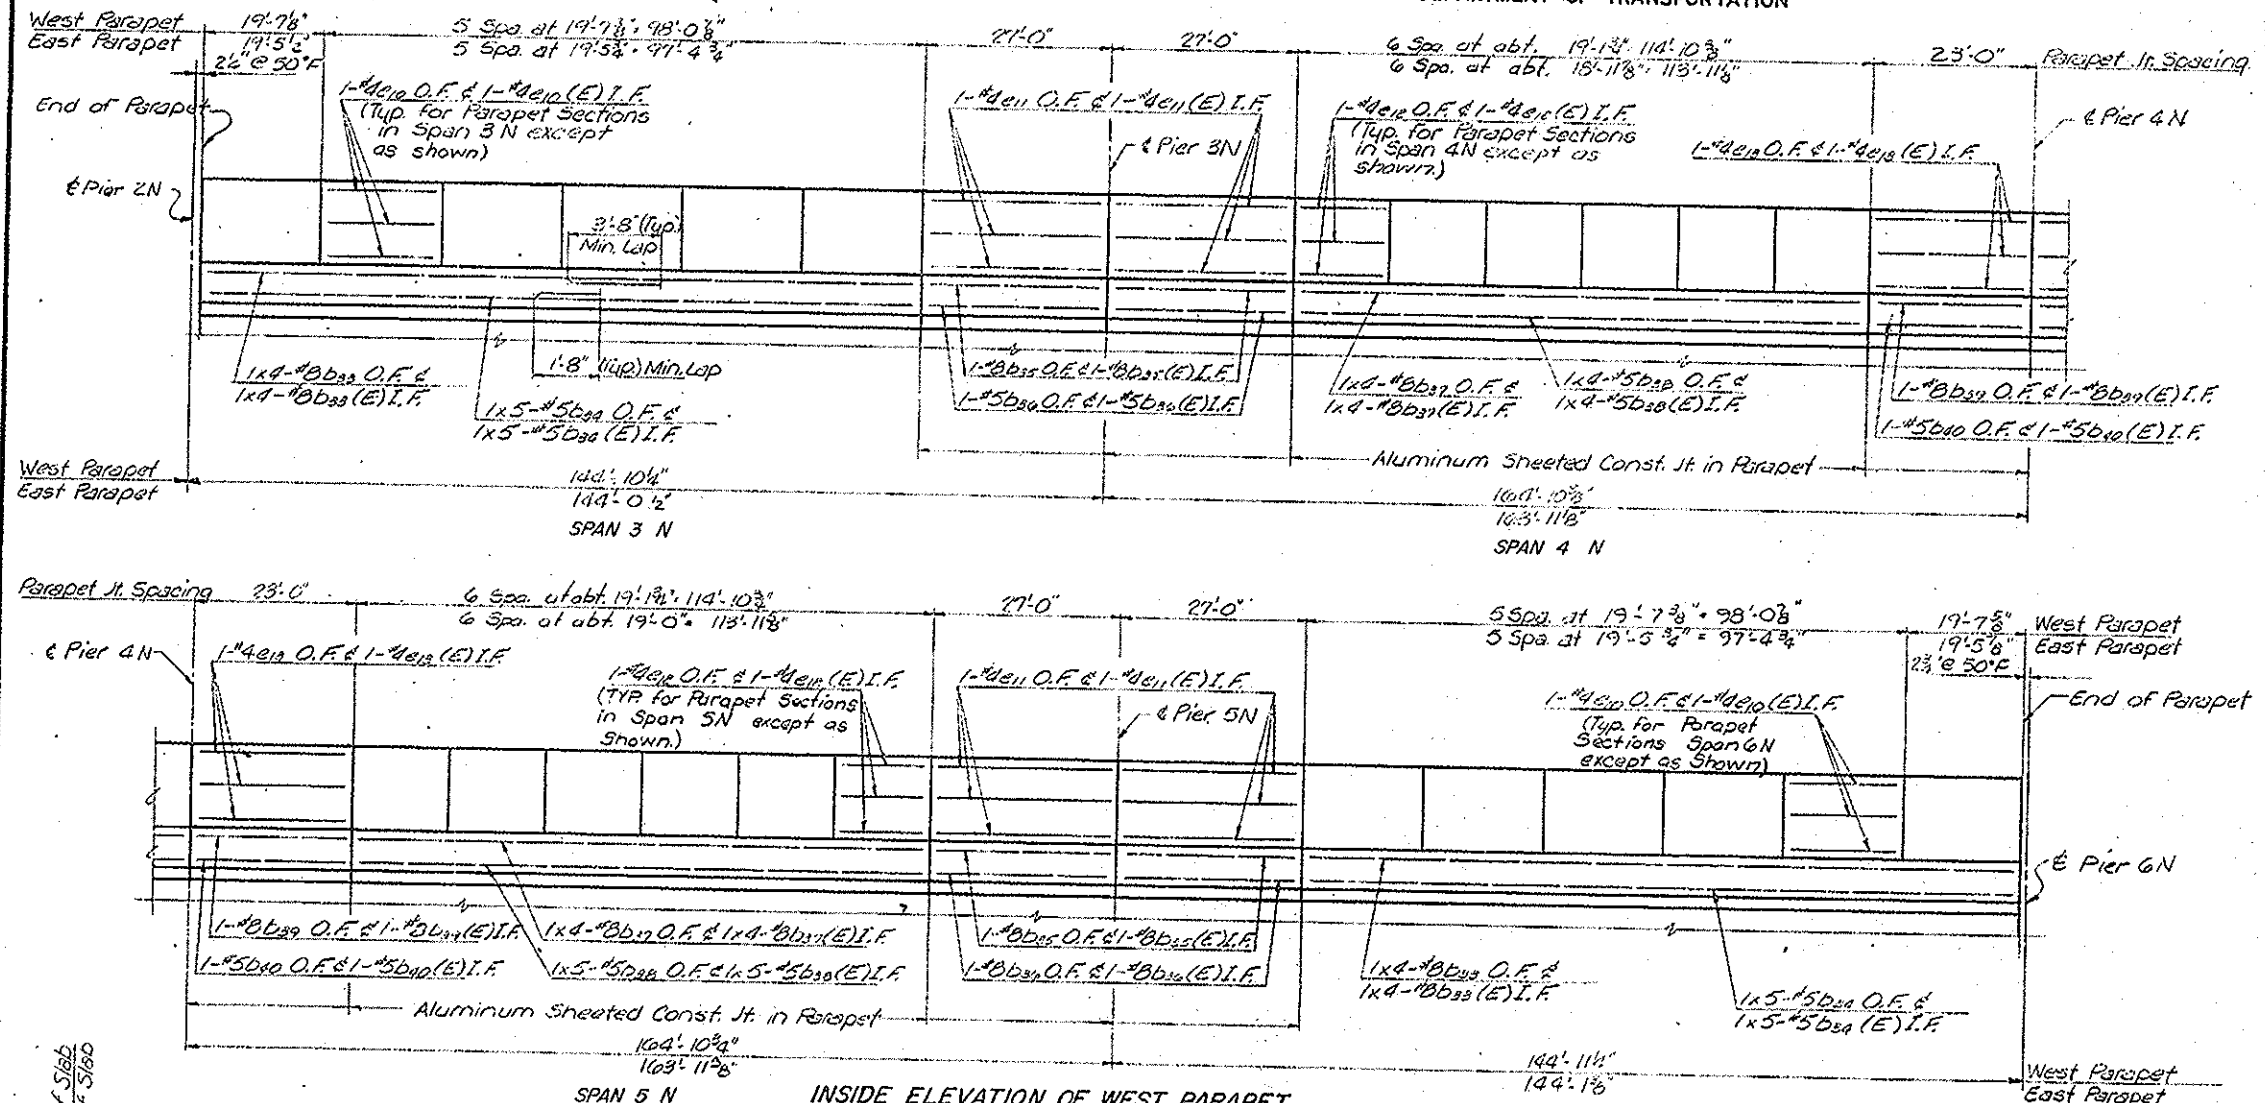 DEPARTMENT OF TRANSPORTATION
West Parapet
East Parapet
19'-7⅛"
19'-5½"
@ 50°F
5 Spa at 19'-7⅜" = 98'-0⅞"
5 Spa. at 19'-5¾" = 97'-4¾"
27'-0"
27'-0"
6 Spa. at abt. 19'-1¾" 114'-10⅜"
6 Spa. at abt. 18'-11⅞" 113'-11⅛"
23'-0"
Parapet Jt. Spacing
End of Parapet
1-#4e10 O.F. & 1-#4e10(E) I.F.
(Typ. for Parapet Sections
in Span 3 N except
as shown)
1-#4e11 O.F. & 1-#4e11(E) I.F.
℄ Pier 3N
1-#4e12 O.F. & 1-#4e12(E) I.F.
(Typ. for Parapet Sections
in Span 4N except as
shown.)
1-#4e13 O.F. & 1-#4e13(E) I.F.
℄ Pier 4N
℄ Pier 2N
3'-8" (Typ.)
Min. Lap
1'-8" (Typ.) Min. Lap
1x4-#8b33 O.F. &
1x4-#8b33(E) I.F.
1x5-#5b34 O.F. &
1x5-#5b34(E) I.F.
1-#8b35 O.F. & 1-#8b35(E) I.F.
1-#5b36 O.F. & 1-#5b36(E) I.F.
1x4-#8b37 O.F. &
1x4-#8b37(E) I.F.
1x4-#5b38 O.F. &
1x4-#5b38(E) I.F.
1-#8b39 O.F. & 1-#8b39(E) I.F.
1-#5b40 O.F. & 1-#5b40(E) I.F.
Aluminum Sheeted Const. Jt. in Parapet
West Parapet
East Parapet
144'-10¼"
144'-0½"
SPAN 3 N
164'-10⅜"
163'-11⅛"
SPAN 4 N
Parapet Jt. Spacing
23'-0"
6 Spa. at abt. 19'-1¾" 114'-10¾"
6 Spa. at abt. 19'-0" = 113'-11⅜"
27'-0"
27'-0"
5 Spa. at 19'-7⅜" = 98'-0⅞"
5 Spa. at 19'-5¾" = 97'-4¾"
19'-7⅝"
19'-5⅞"
2¾" @ 50°F
West Parapet
East Parapet
℄ Pier 4N
1-#4e13 O.F. & 1-#4e13(E) I.F.
1-#4e12 O.F. & 1-#4e12(E) I.F.
(TYP. for Parapet Sections
in Span 5N except as
Shown.)
1-#4e11 O.F. & 1-#4e11(E) I.F.
℄ Pier 5N
1-#4e10 O.F. & 1-#4e10(E) I.F.
(Typ. for Parapet
Sections Span 6N
except as Shown)
End of Parapet
℄ Pier 6N
1-#8b39 O.F. & 1-#8b39(E) I.F.
1-#5b40 O.F. & 1-#5b40(E) I.F.
1x4-#8b37 O.F. & 1x4-#8b37(E) I.F.
1x5-#5b38 O.F. & 1x5-#5b38(E) I.F.
1-#8b35 O.F. & 1-#8b35(E) I.F.
1-#8b36 O.F. & 1-#8b36(E) I.F.
1x4-#8b33 O.F. &
1x4-#8b33(E) I.F.
1x5-#5b34 O.F. &
1x5-#5b34(E) I.F.
Aluminum Sheeted Const. Jt. in Parapet
164'-10¾"
163'-11⅜"
SPAN 5 N
144'-11½"
West Parapet
East Parapet
INSIDE ELEVATION OF WEST PARAPET
Slab
Slab